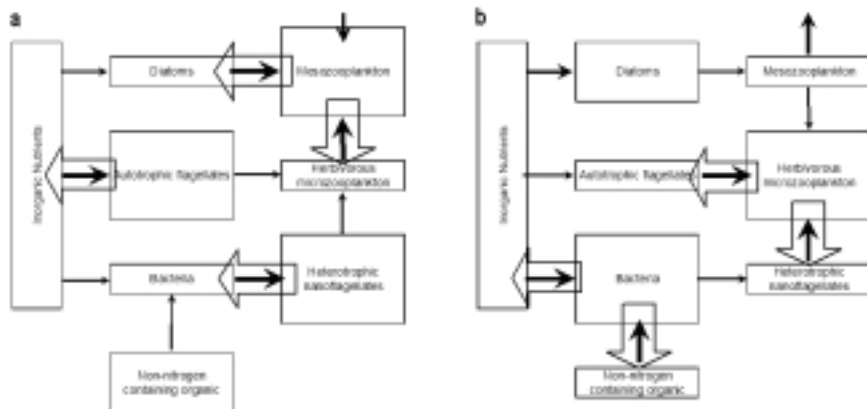 a
Inorganic Nutrients
Diatoms
Mesozooplankton
Autotrophic flagellates
Herbivorous
microzooplankton
Bacteria
Heterotrophic
nanoflagellates
Non-nitrogen
containing organic
b
Inorganic Nutrients
Diatoms
Mesozooplankton
Autotrophic flagellates
Herbivorous
microzooplankton
Bacteria
Heterotrophic
nanoflagellates
Non-nitrogen
containing organic